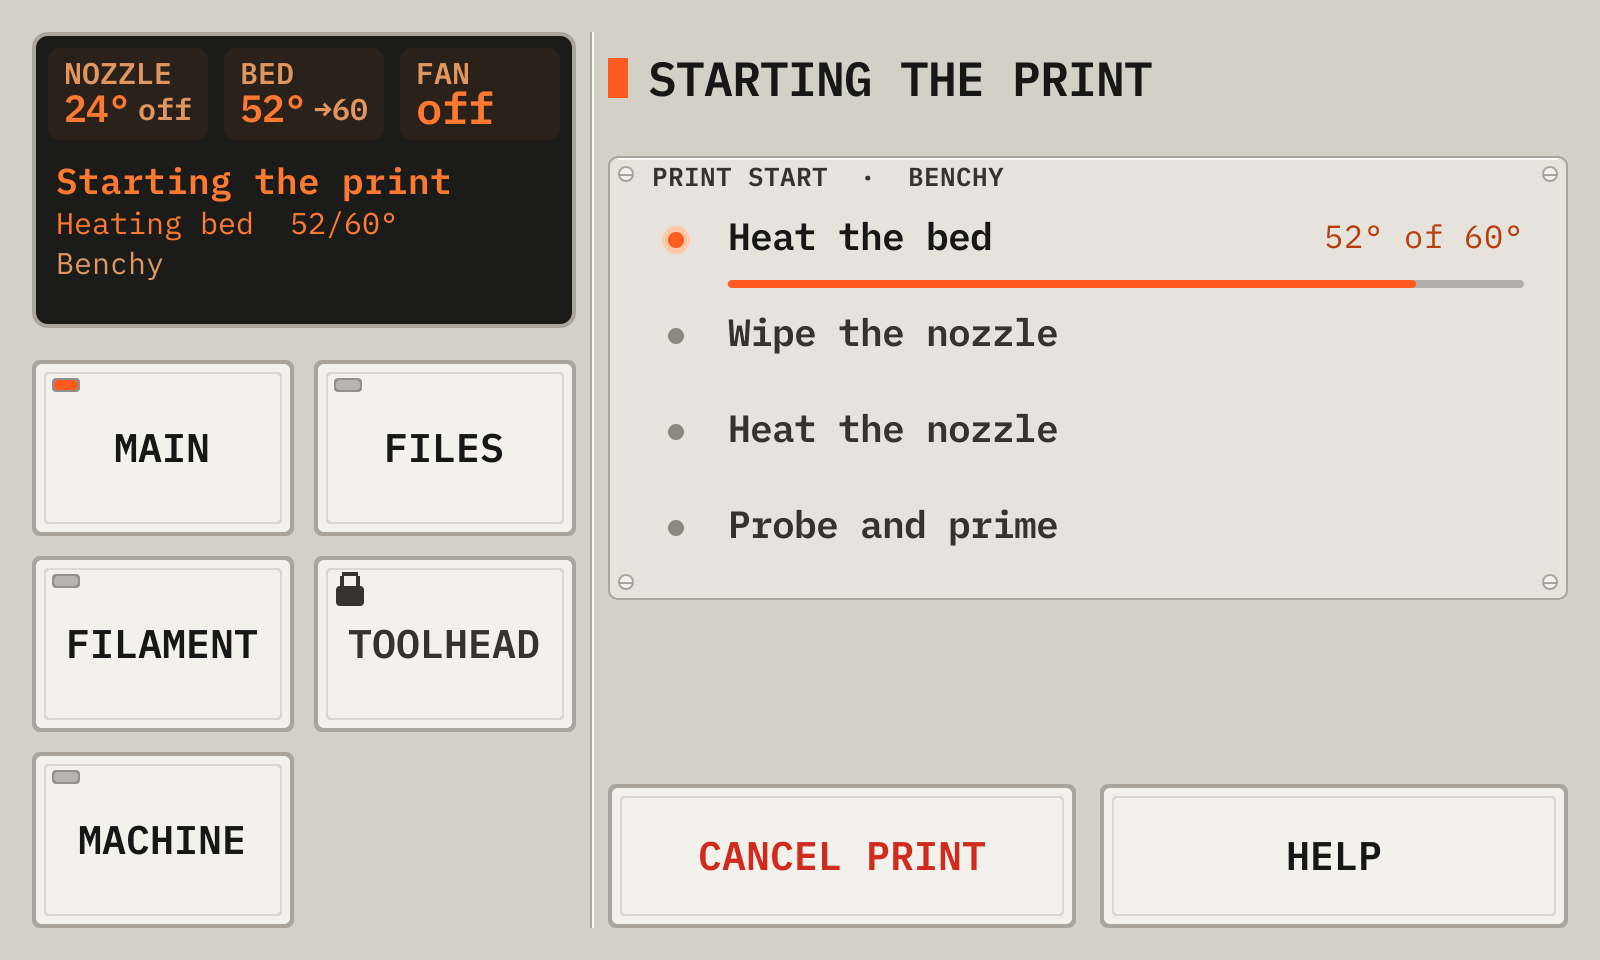 NOZZLE
24° off
BED
52° →60
FAN
off
Starting the print
Heating bed 52/60°
Benchy
MAIN
FILES
FILAMENT
TOOLHEAD
MACHINE
STARTING THE PRINT
PRINT START · BENCHY
Heat the bed 52° of 60°
Wipe the nozzle
Heat the nozzle
Probe and prime
CANCEL PRINT
HELP